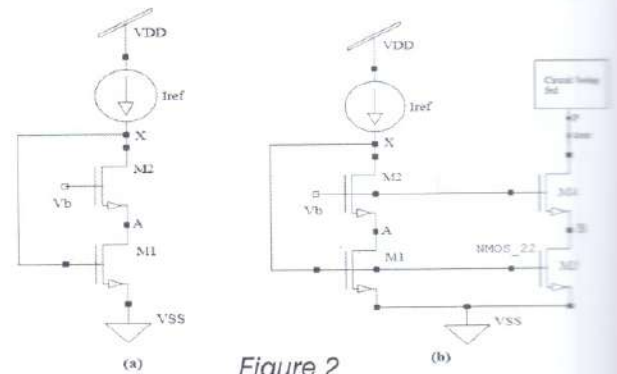 VDD
Iref
X
M2
Vb
A
M1
VSS
(a)
VDD
Iref
X
M2
Vb
A
M1
NMOS_22
VSS
(b)
P
Figure 2